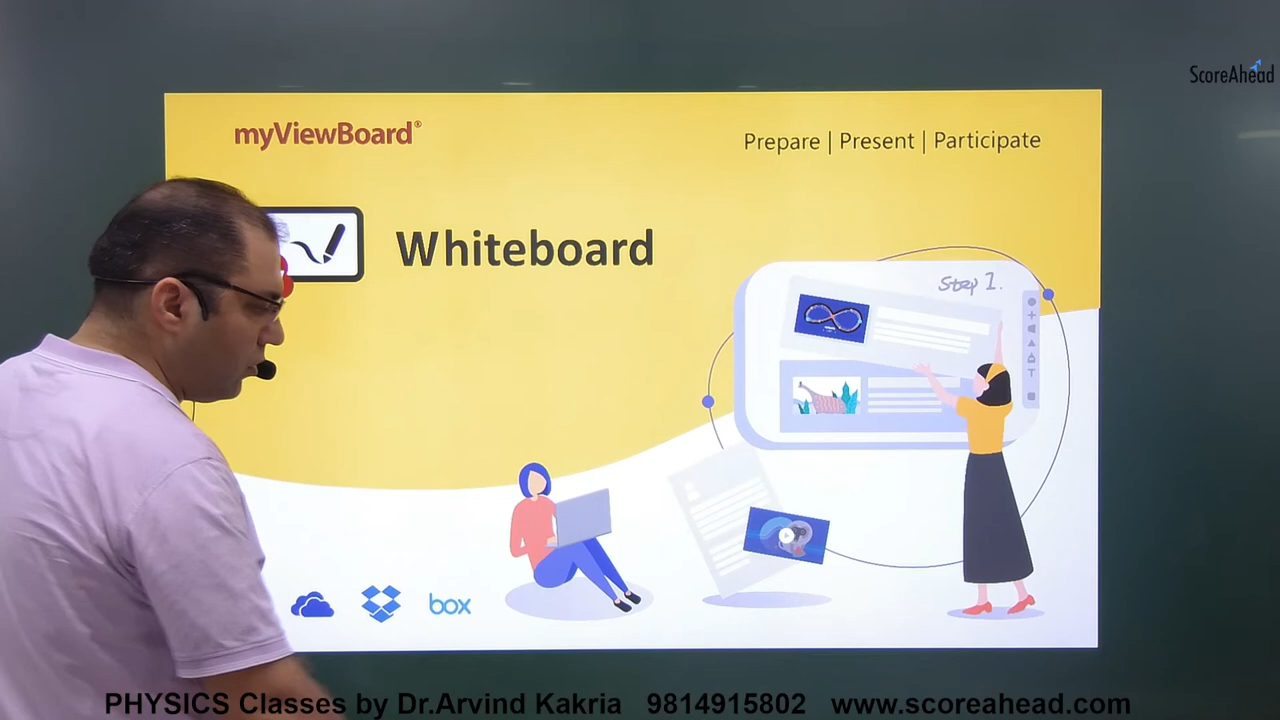 ScoreAhead
myViewBoard®
Prepare | Present | Participate
Whiteboard
Step 1.
T
box
PHYSICS Classes by Dr.Arvind Kakria 9814915802 www.scoreahead.com